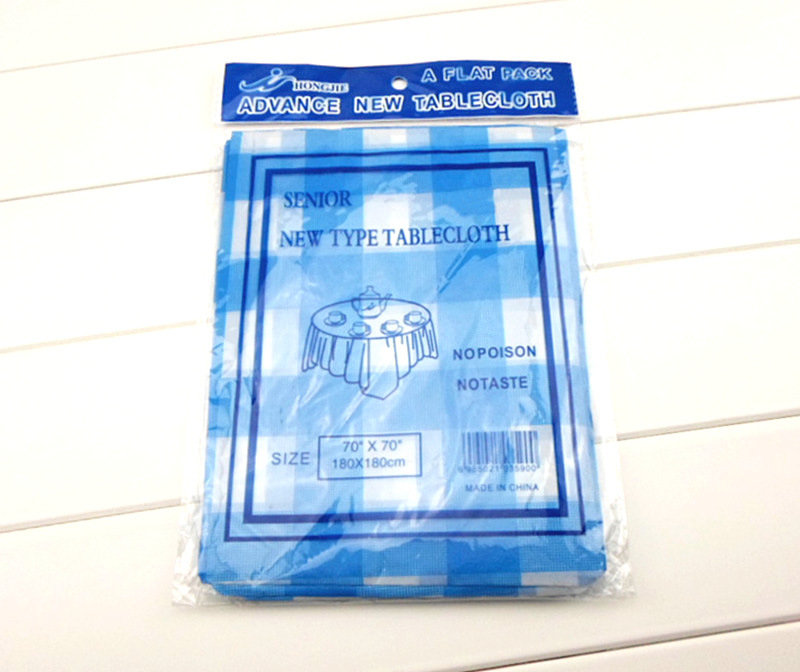 HONGJIE
A FLAT PACK
ADVANCE NEW TABLECLOTH
SENIOR
NEW TYPE TABLECLOTH
NOPOISON
NOTASTE
SIZE
70" X 70"
180X180cm
MADE IN CHINA